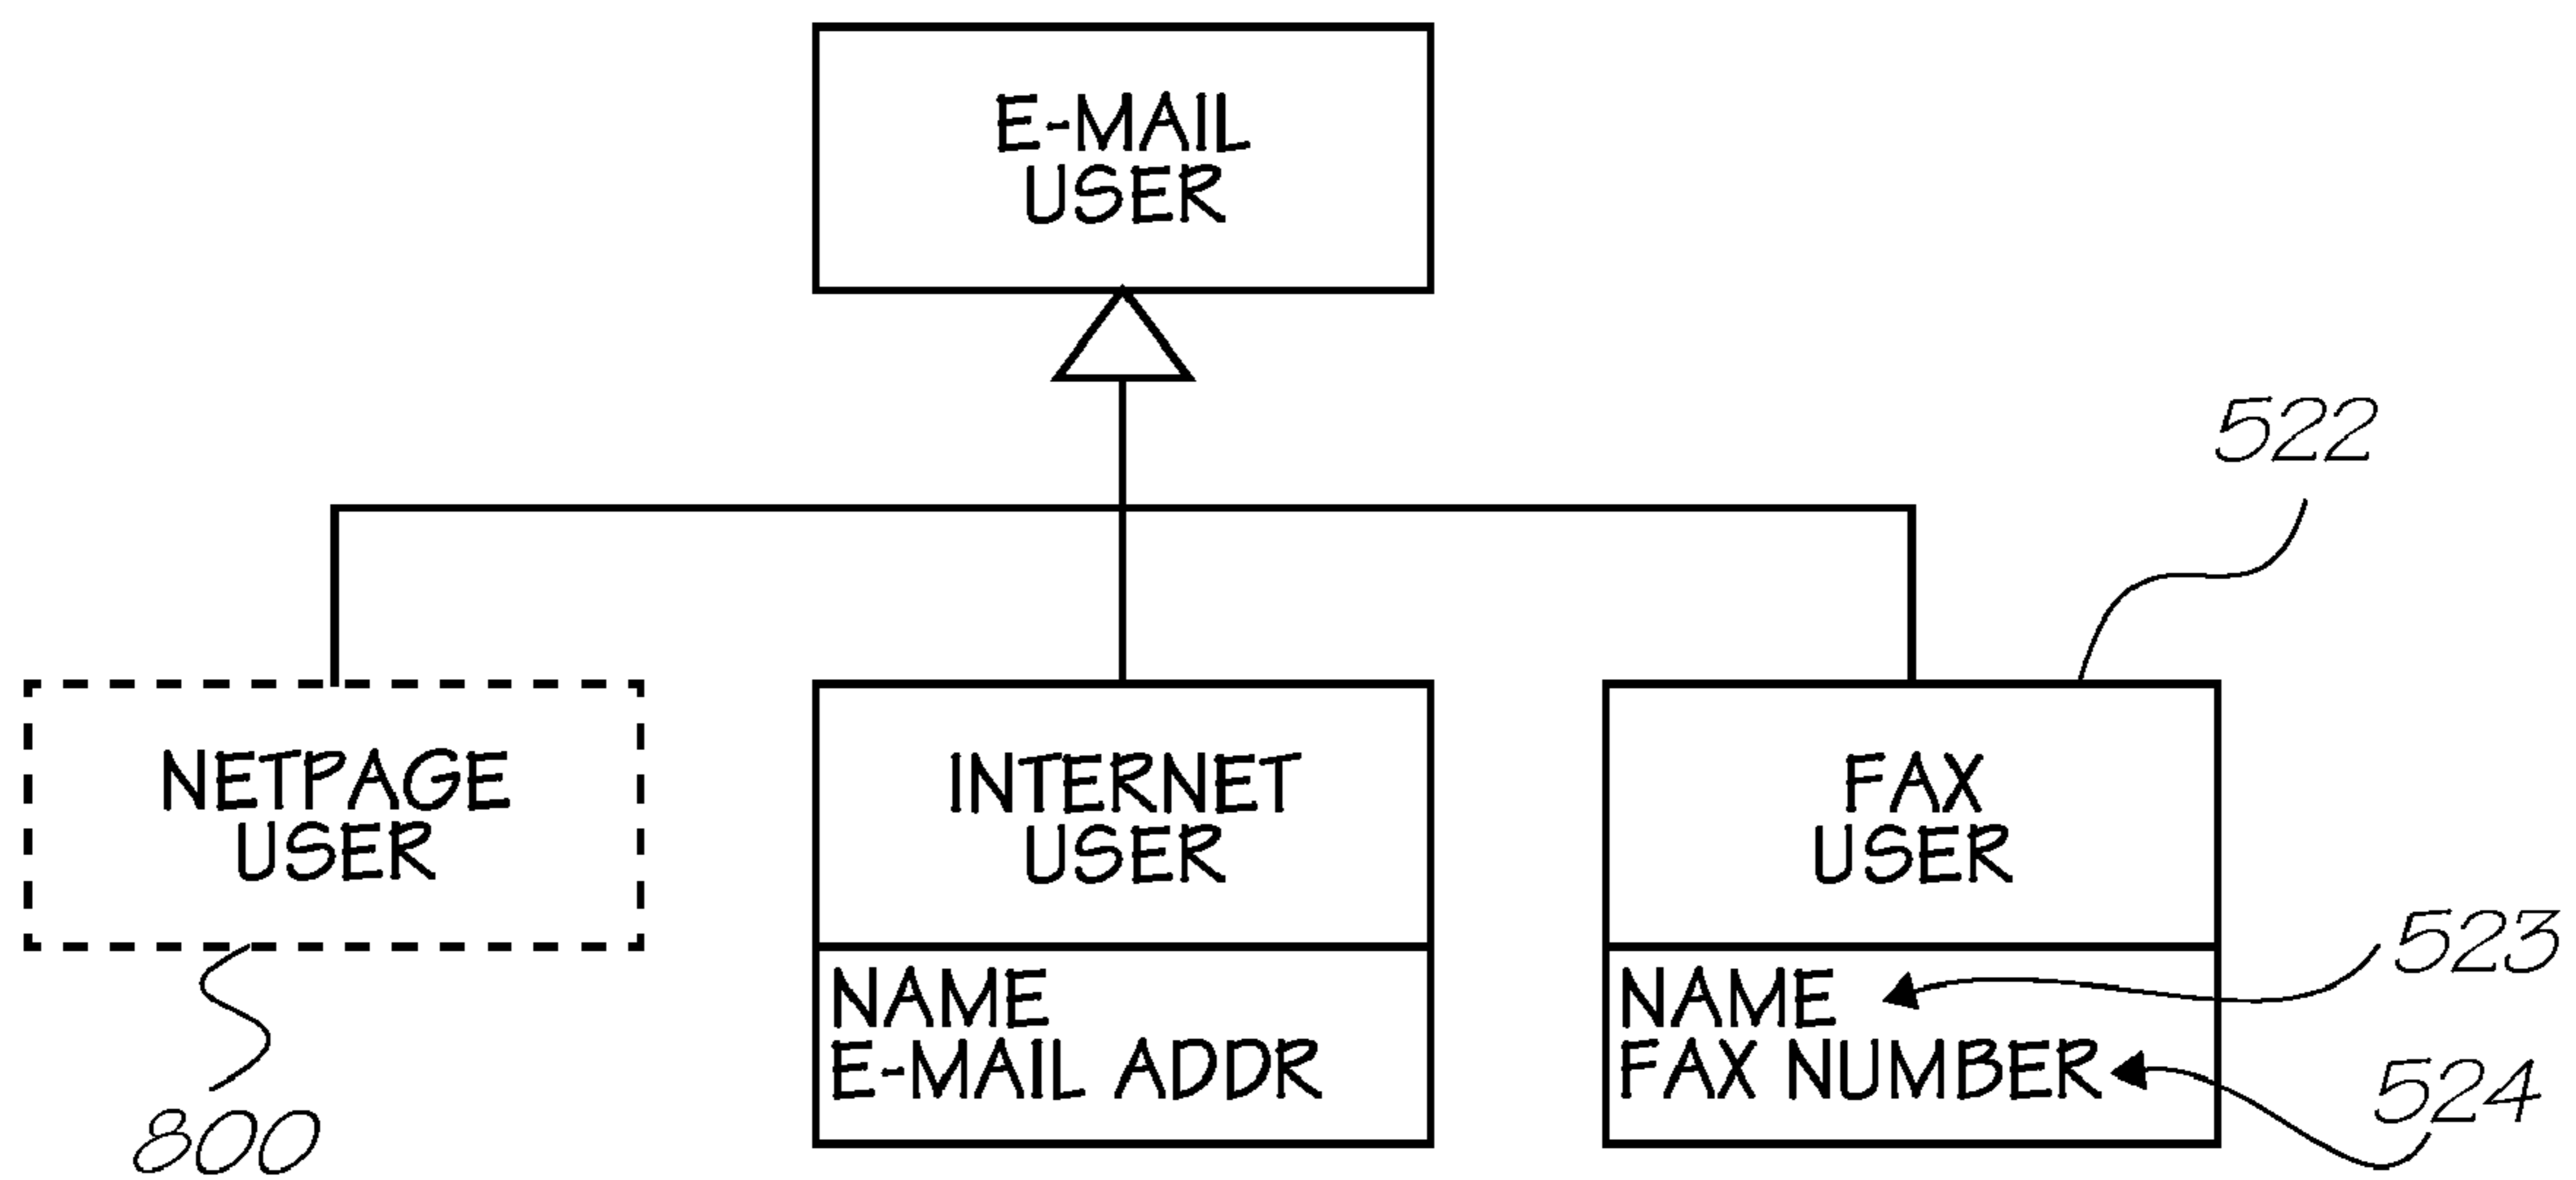 E-MAIL
USER
522
NETPAGE
USER
800
INTERNET
USER
NAME
E-MAIL ADDR
FAX
USER
NAME
FAX NUMBER
523
524